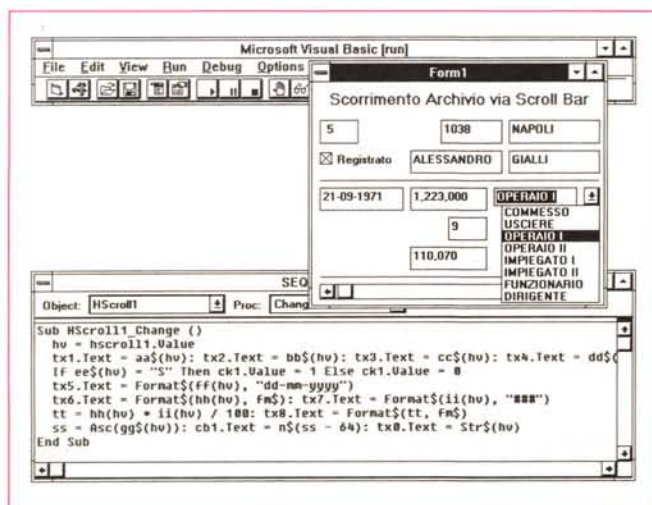 Microsoft Visual Basic [run]
File Edit View Run Debug Options
Form1
Scorrimento Archivio via Scroll Bar
5 1038 NAPOLI
Registrato ALESSANDRO GIALLI
21-09-1971 1,223,000 OPERAIO I
9
110,070
COMMESSO
USCIERE
OPERAIO I
OPERAIO II
IMPIEGATO I
IMPIEGATO II
FUNZIONARIO
DIRIGENTE
SEQ
Object: HScroll1 Proc: Chang
Sub HScroll1_Change ()
hv = hscroll1.Value
tx1.Text = aa$(hv): tx2.Text = bb$(hv): tx3.Text = cc$(hv): tx4.Text = dd$(
If ee$(hv) = "S" Then ck1.Value = 1 Else ck1.Value = 0
tx5.Text = Format$(ff(hv), "dd-mm-yyyy")
tx6.Text = Format$(hh(hv), fm$): tx7.Text = Format$(ii(hv), "###")
tt = hh(hv) * ii(hv) / 100: tx8.Text = Format$(tt, fm$)
ss = Asc(gg$(hv)): cb1.Text = n$(ss - 64): tx0.Text = Str$(hv)
End Sub